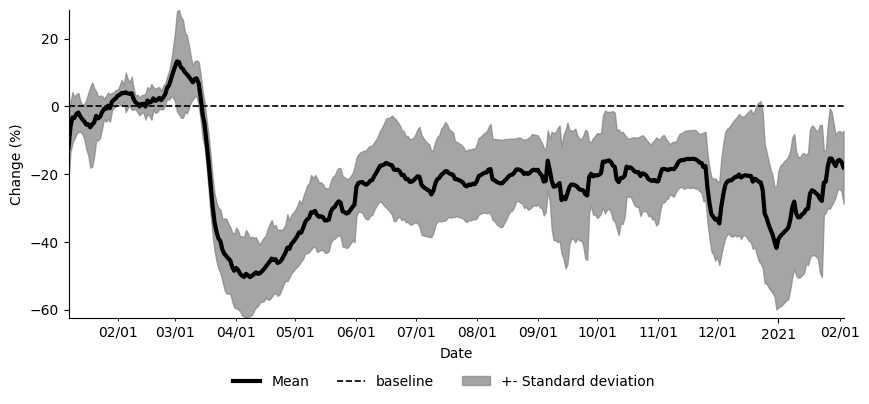 20
0
−20
−40
−60
Change (%)
02/01 03/01 04/01 05/01 06/01 07/01 08/01 09/01 10/01 11/01 12/01 2021 02/01
Date
Mean baseline +- Standard deviation